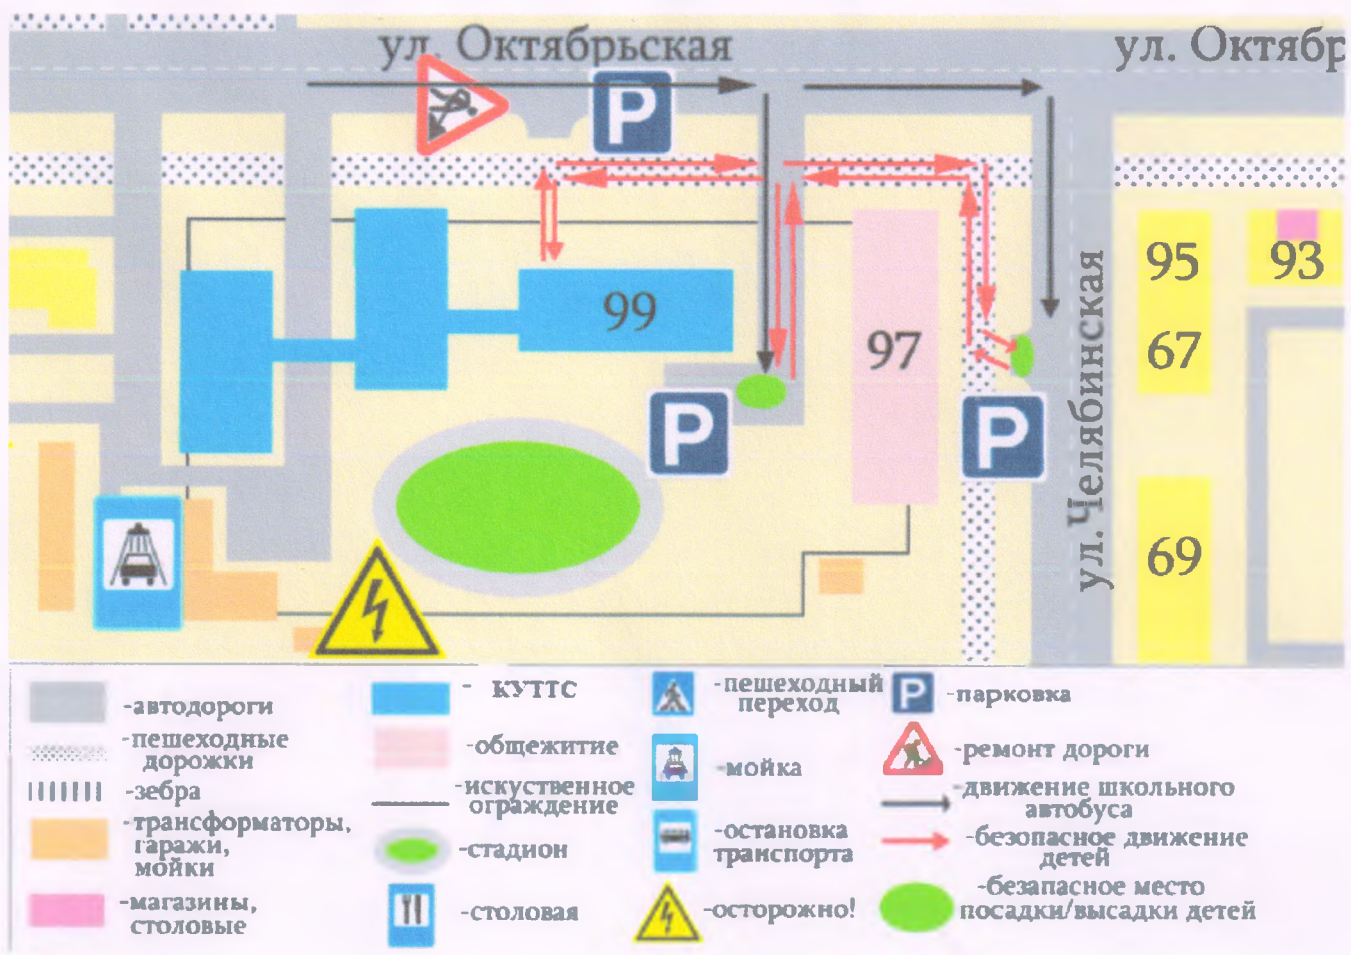 ул. Октябрьская
ул. Октябр
P
95
93
99
97
67
P
P
ул. Челябинская
69
-автодороги
-пешеходные
дорожки
-зебра
-трансформаторы,
гаражи,
мойки
-магазины,
столовые
- КУТТС
-общежитие
-искуственное
ограждение
-стадион
-столовая
-пешеходный
переход
-мойка
-остановка
транспорта
-осторожно!
P
-парковка
-ремонт дороги
-движение школьного
автобуса
-безопасное движение
детей
-безапасное место
посадки/высадки детей